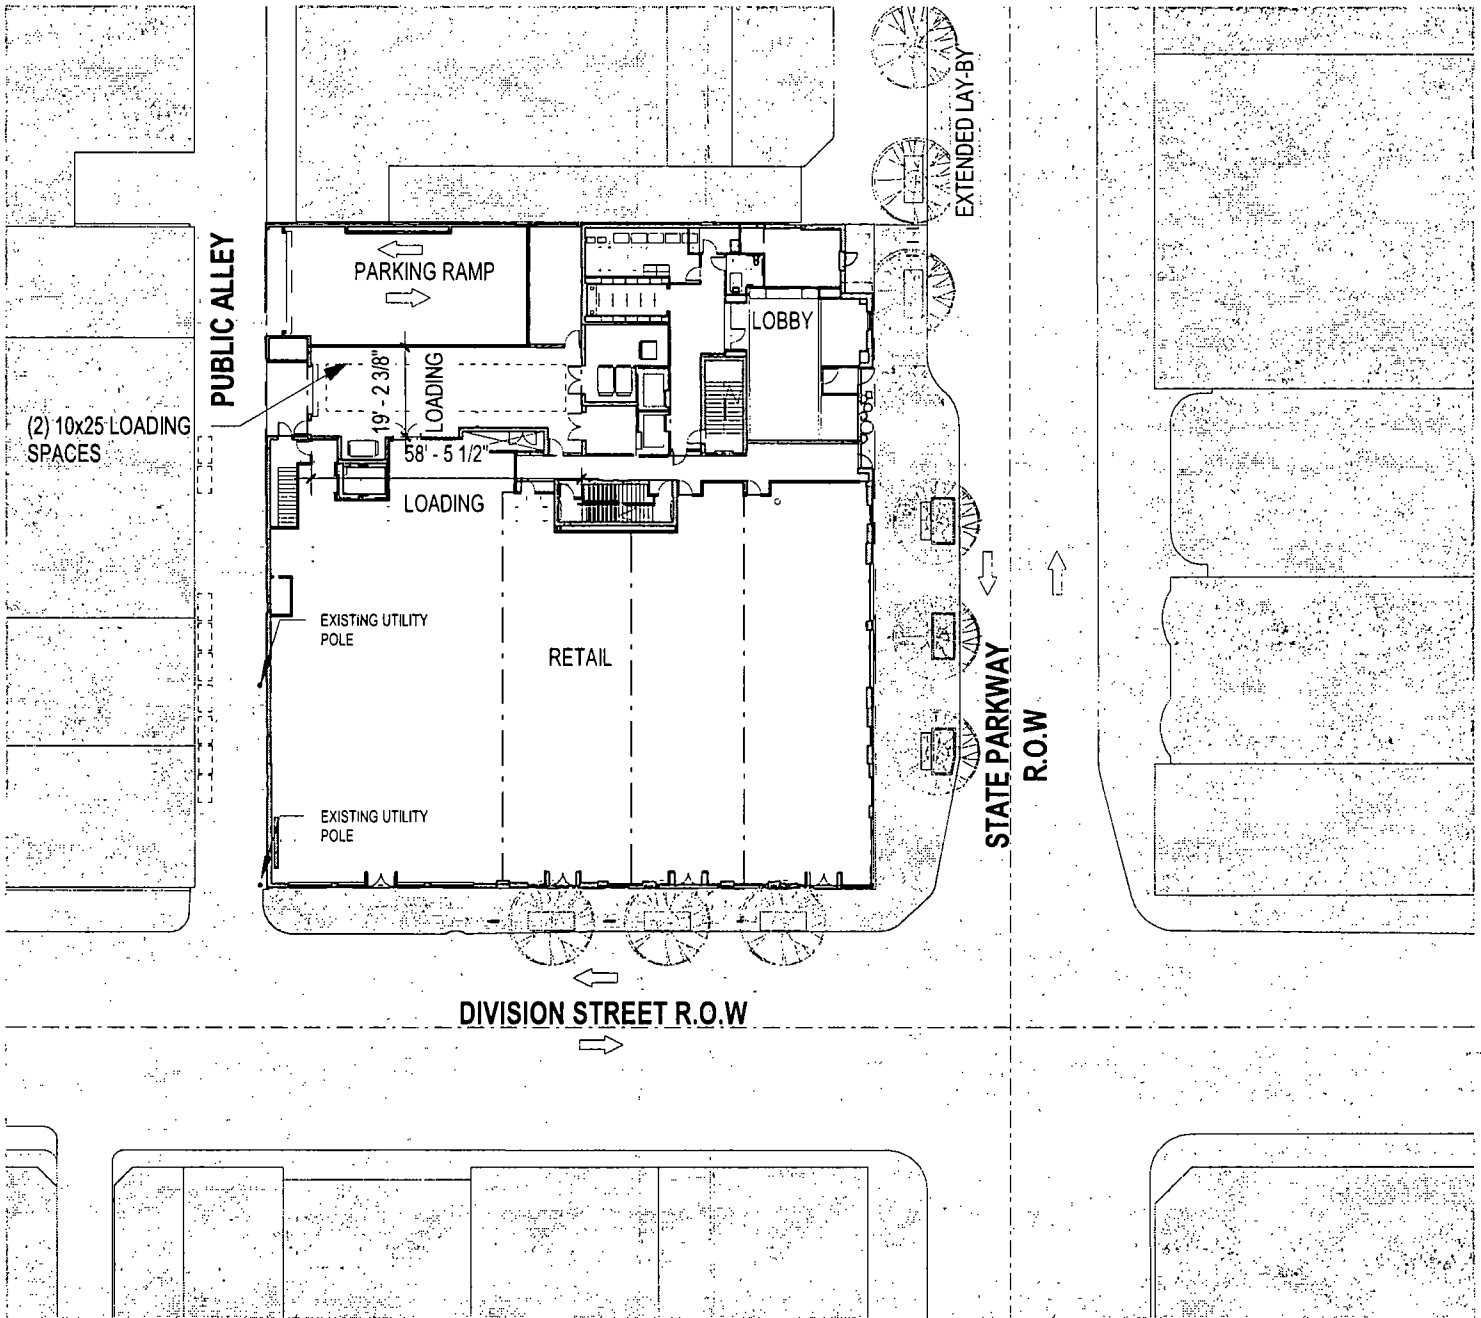 EXTENDED LAY-BY
PUBLIC ALLEY
PARKING RAMP
LOBBY
LOADING
19' - 2 3/8"
(2) 10x25 LOADING
SPACES
58' - 5 1/2"
LOADING
EXISTING UTILITY
POLE
RETAIL
STATE PARKWAY
R.O.W
EXISTING UTILITY
POLE
DIVISION STREET R.O.W